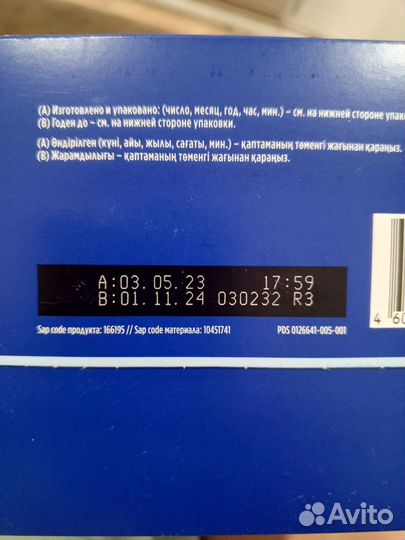 (A) Изготовлено и упаковано: (число, месяц, год, час, мин.) – см. на нижней стороне
(B) Годен до – см. на нижней стороне упаковки.
(A) Өндірілген (күні, айы, жылы, сағаты, мин.) – қаптаманың төменгі жағынан қараңыз.
(B) Жарамдылығы – қаптаманың төменгі жағынан қараңыз.
A:03.05.23 17:59
B:01.11.24 030232 R3
Sap code продукта: 166195 // Sap code материала: 10451741 PDS 0126641-005-001
4 60
Avito